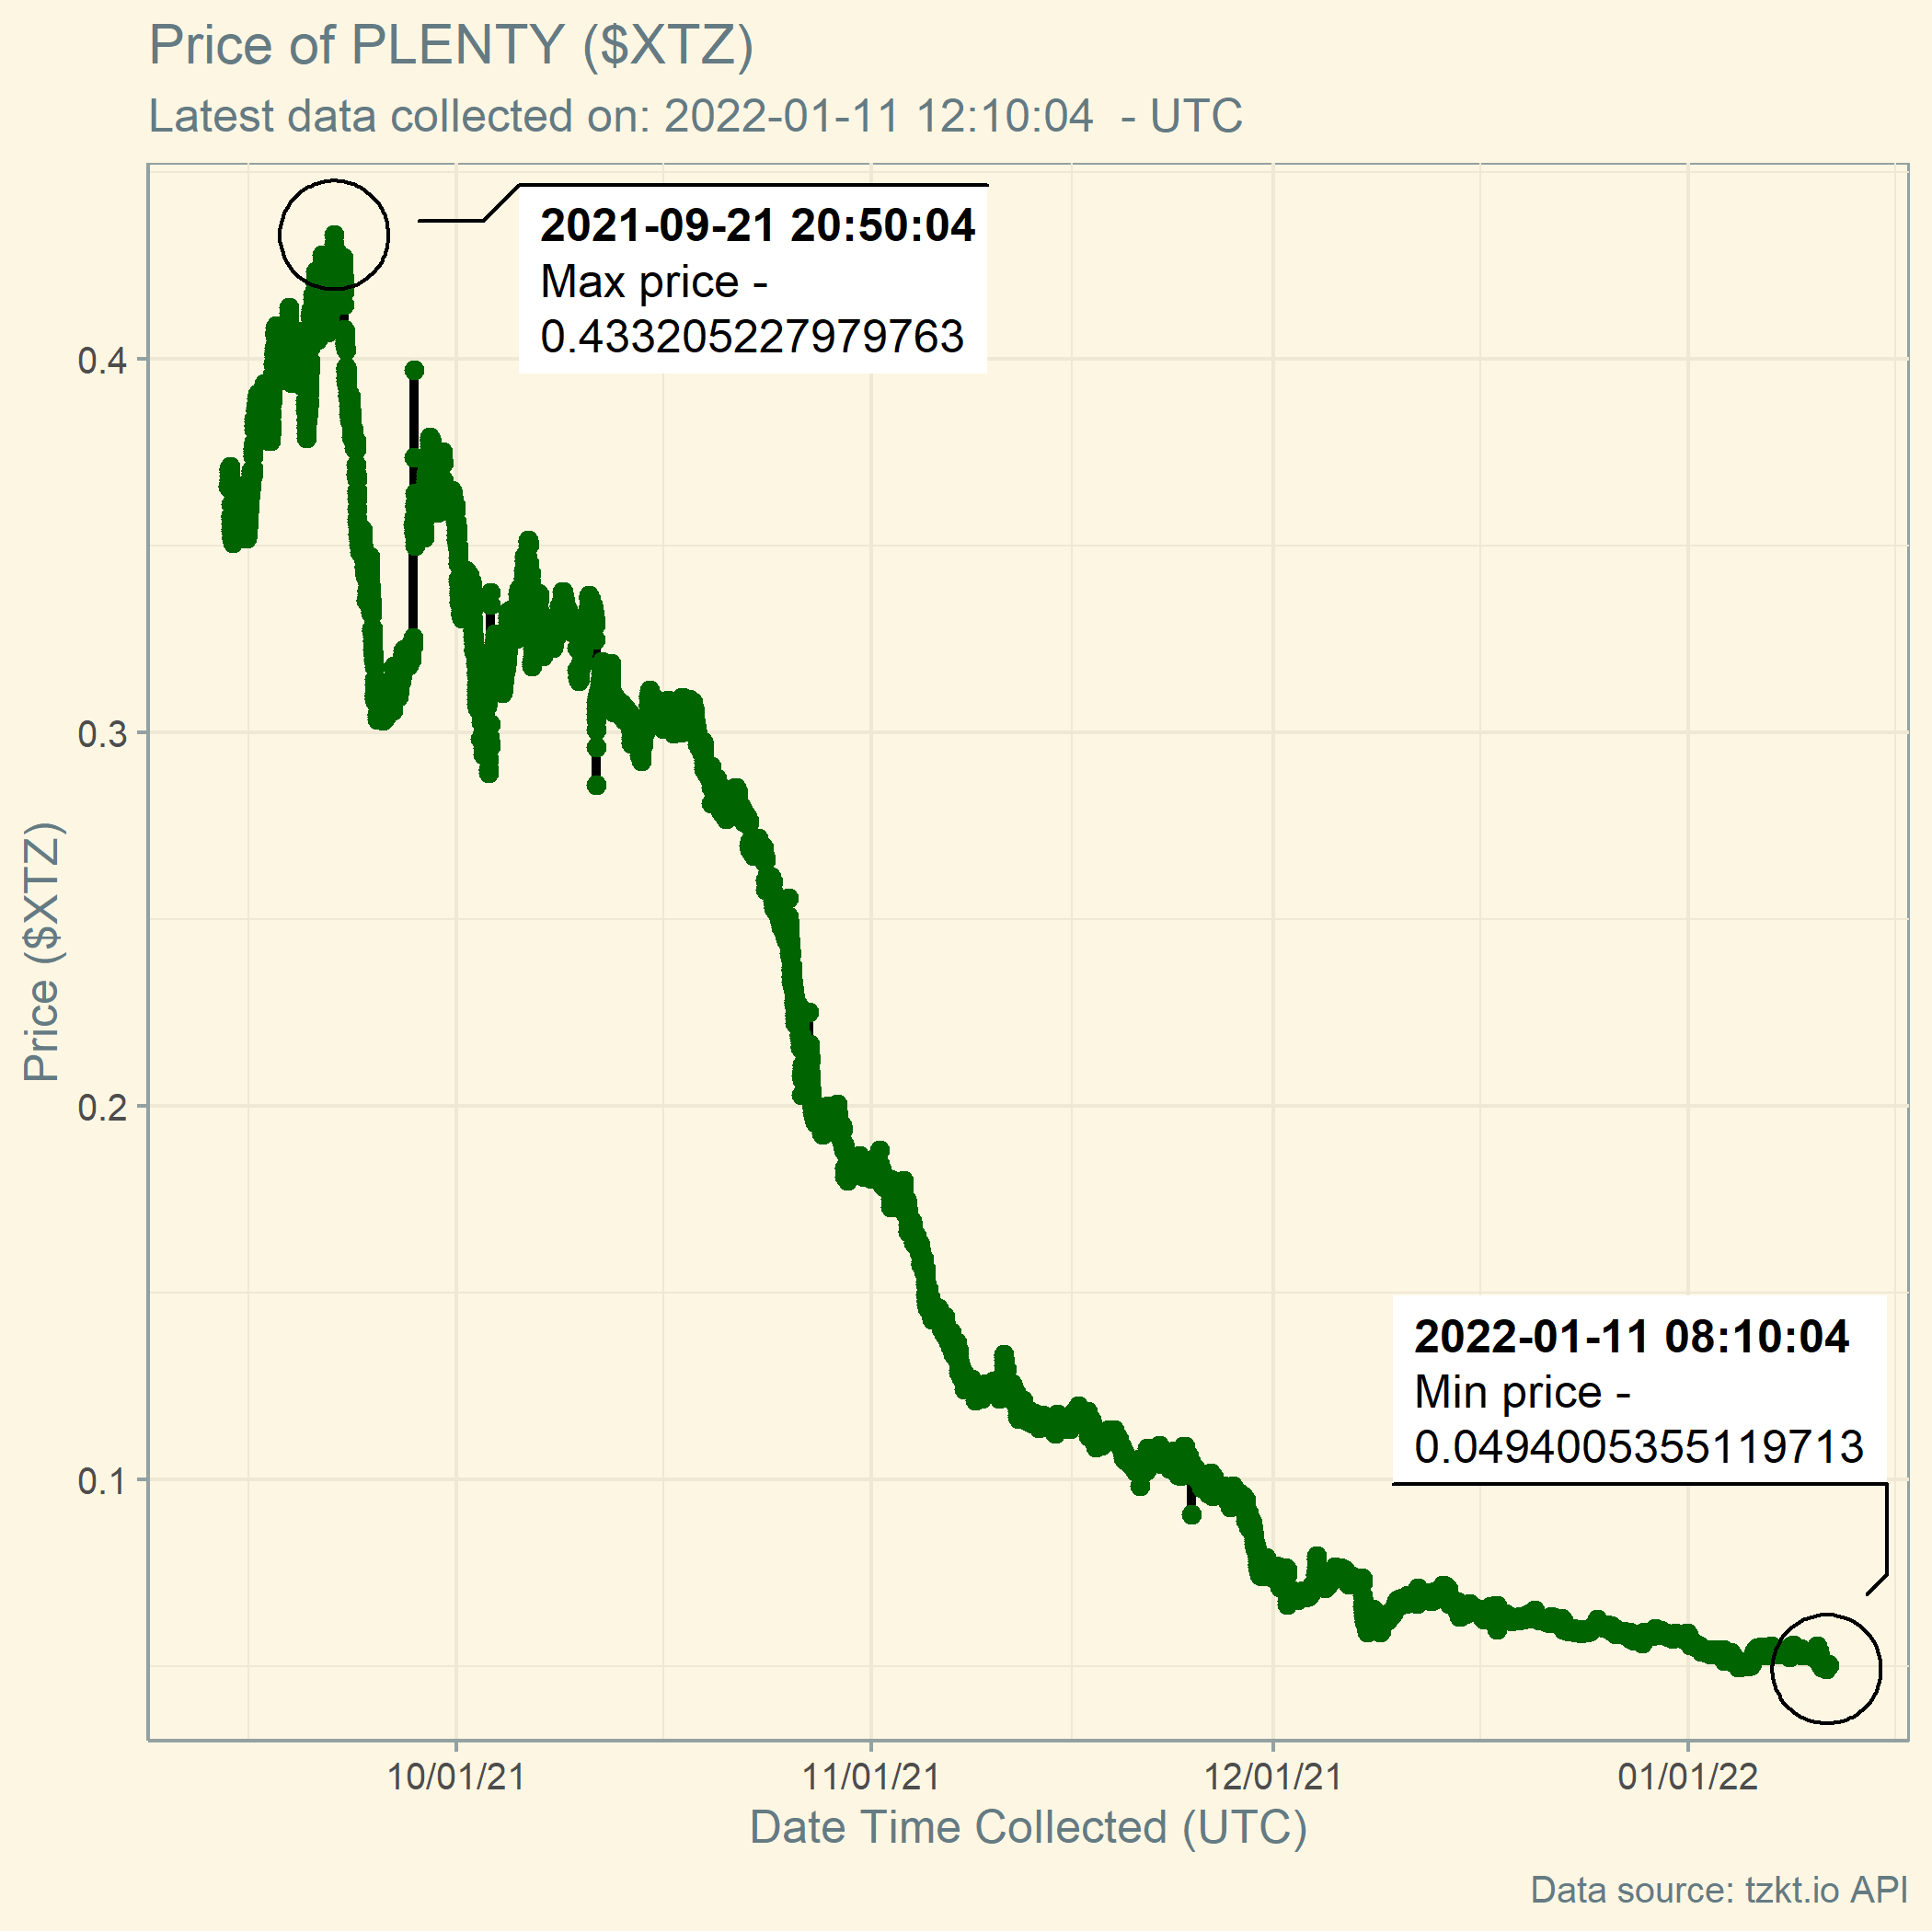 Price of PLENTY ($XTZ)
Latest data collected on: 2022-01-11 12:10:04  - UTC
2021-09-21 20:50:04
Max price -
0.433205227979763
0.4
0.3
0.2
0.1
Price ($XTZ)
2022-01-11 08:10:04
Min price -
0.0494005355119713
10/01/21
11/01/21
12/01/21
01/01/22
Date Time Collected (UTC)
Data source: tzkt.io API